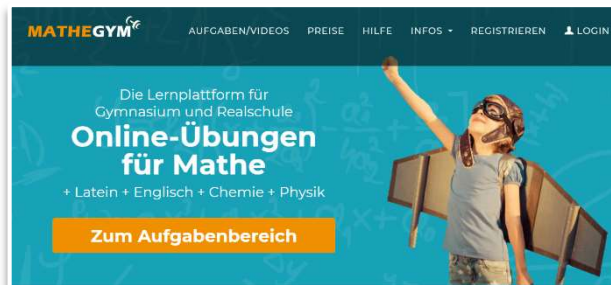 MATHEGYM
AUFGABEN/VIDEOS PREISE HILFE INFOS REGISTRIEREN LOGIN
Die Lernplattform für
Gymnasium und Realschule
Online-Übungen
für Mathe
+ Latein + Englisch + Chemie + Physik
Zum Aufgabenbereich